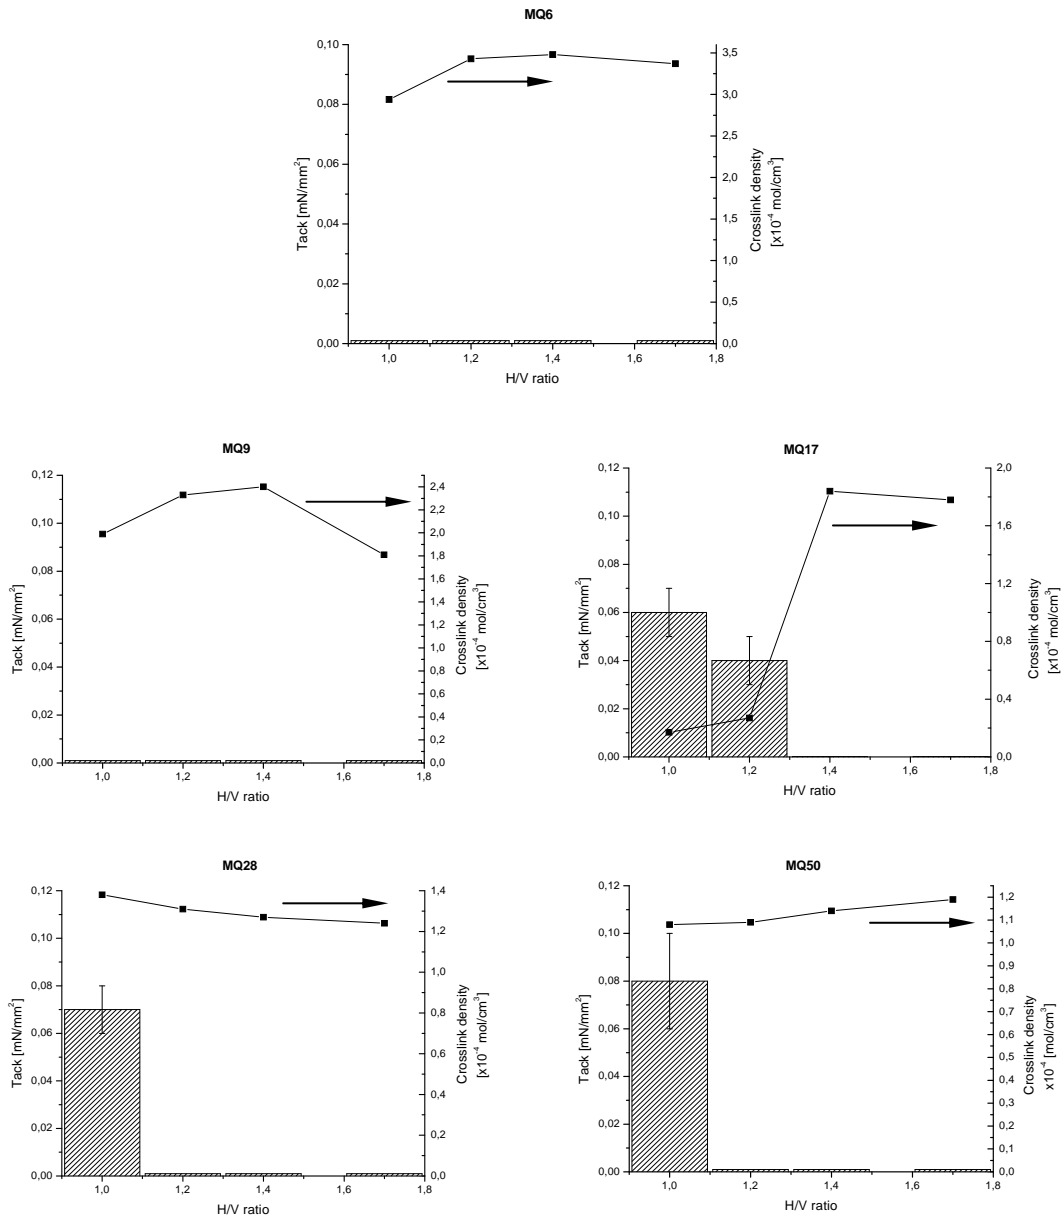 MQ6
0,10
0,08
0,06
0,04
0,02
0,00
Tack [mN/mm²]
3,5
3,0
2,5
2,0
1,5
1,0
0,5
0,0
Crosslink density
[x10⁻⁴ mol/cm³]
1,0 1,2 1,4 1,6 1,8
H/V ratio
MQ9
0,12
0,10
0,08
0,06
0,04
0,02
0,00
Tack [mN/mm²]
2,4
2,2
2,0
1,8
1,6
1,4
1,2
1,0
0,8
0,6
0,4
0,2
0,0
Crosslink density
[x10⁻⁴ mol/cm³]
1,0 1,2 1,4 1,6 1,8
H/V ratio
MQ17
0,12
0,10
0,08
0,06
0,04
0,02
0,00
Tack [mN/mm²]
2,0
1,6
1,2
0,8
0,4
0,0
Crosslink density
[x10⁻⁴ mol/cm³]
1,0 1,2 1,4 1,6 1,8
H/V ratio
MQ28
0,12
0,10
0,08
0,06
0,04
0,02
0,00
Tack [mN/mm²]
1,4
1,2
1,0
0,8
0,6
0,4
0,2
0,0
Crosslink density
[x10⁻⁴ mol/cm³]
1,0 1,2 1,4 1,6 1,8
H/V ratio
MQ50
0,12
0,10
0,08
0,06
0,04
0,02
0,00
Tack [mN/mm²]
1,2
1,1
1,0
0,9
0,8
0,7
0,6
0,5
0,4
0,3
0,2
0,1
0,0
Crosslink density
x10⁻⁴ [mol/cm³]
1,0 1,2 1,4 1,6 1,8
H/V ratio